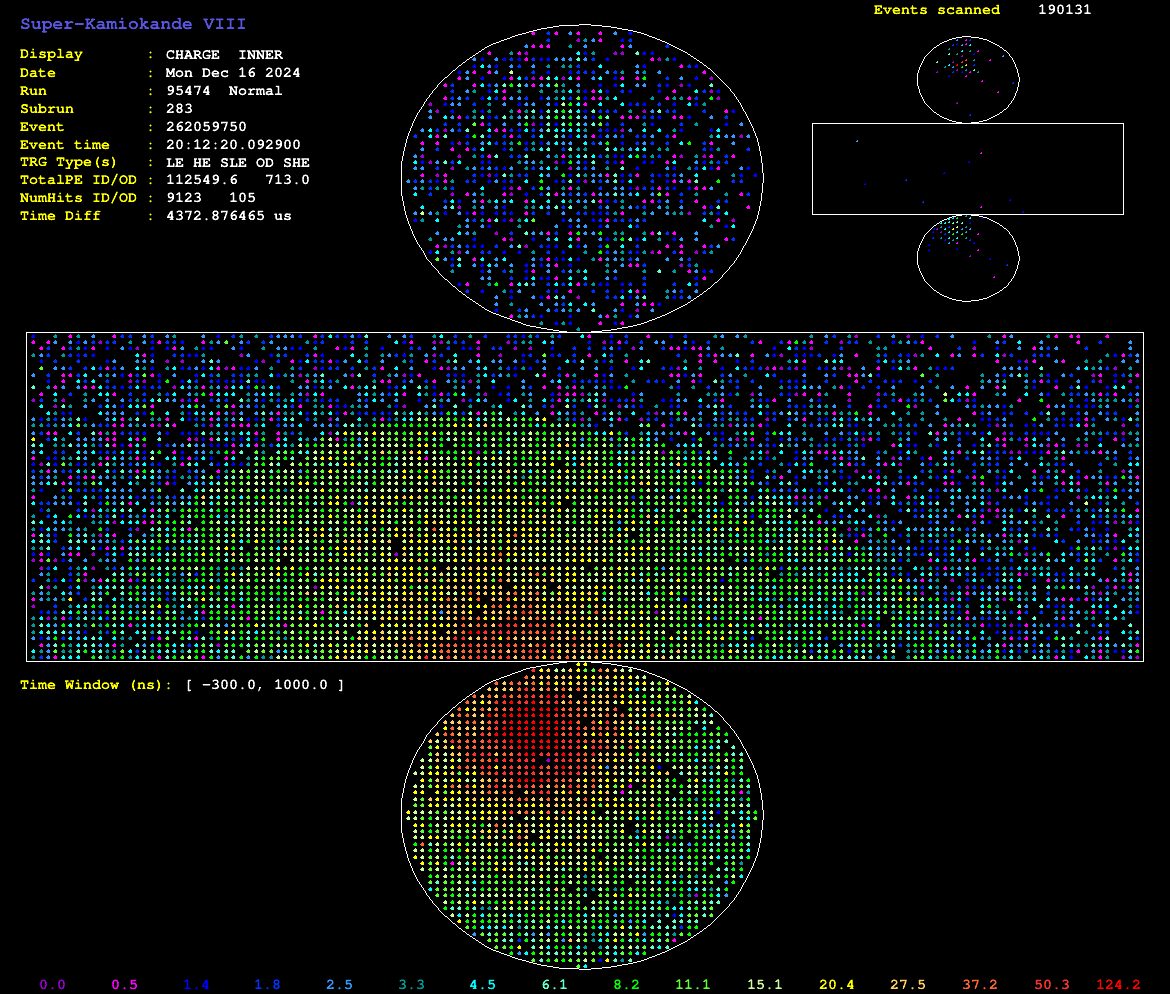 Super-Kamiokande VIII
Events scanned 190131
Display : CHARGE INNER
Date : Mon Dec 16 2024
Run : 95474 Normal
Subrun : 283
Event : 262059750
Event time : 20:12:20.092900
TRG Type(s) : LE HE SLE OD SHE
TotalPE ID/OD : 112549.6 713.0
NumHits ID/OD : 9123 105
Time Diff : 4372.876465 us
Time Window (ns): [ −300.0, 1000.0 ]
0.0 0.5 1.4 1.8 2.5 3.3 4.5 6.1 8.2 11.1 15.1 20.4 27.5 37.2 50.3 124.2